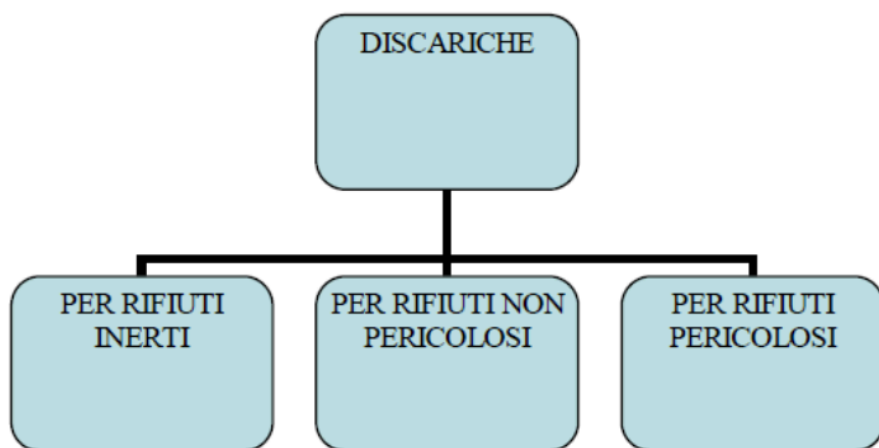 DISCARICHE
PER RIFIUTI
INERTI
PER RIFIUTI NON
PERICOLOSI
PER RIFIUTI
PERICOLOSI